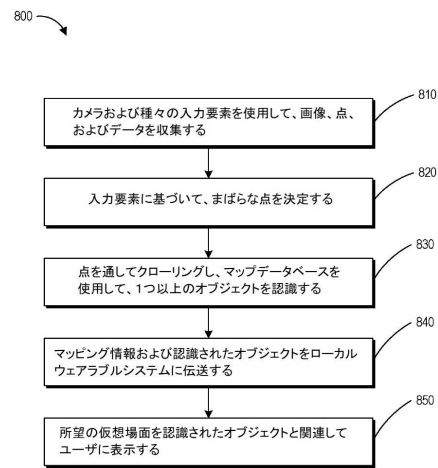 800
810
カメラおよび種々の入力要素を使用して、画像、点、
およびデータを収集する
820
入力要素に基づいて、まばらな点を決定する
830
点を通してクローリングし、マップデータベースを
使用して、1つ以上のオブジェクトを認識する
840
マッピング情報および認識されたオブジェクトをローカル
ウェアラブルシステムに伝送する
850
所望の仮想場面を認識されたオブジェクトと関連して
ユーザに表示する